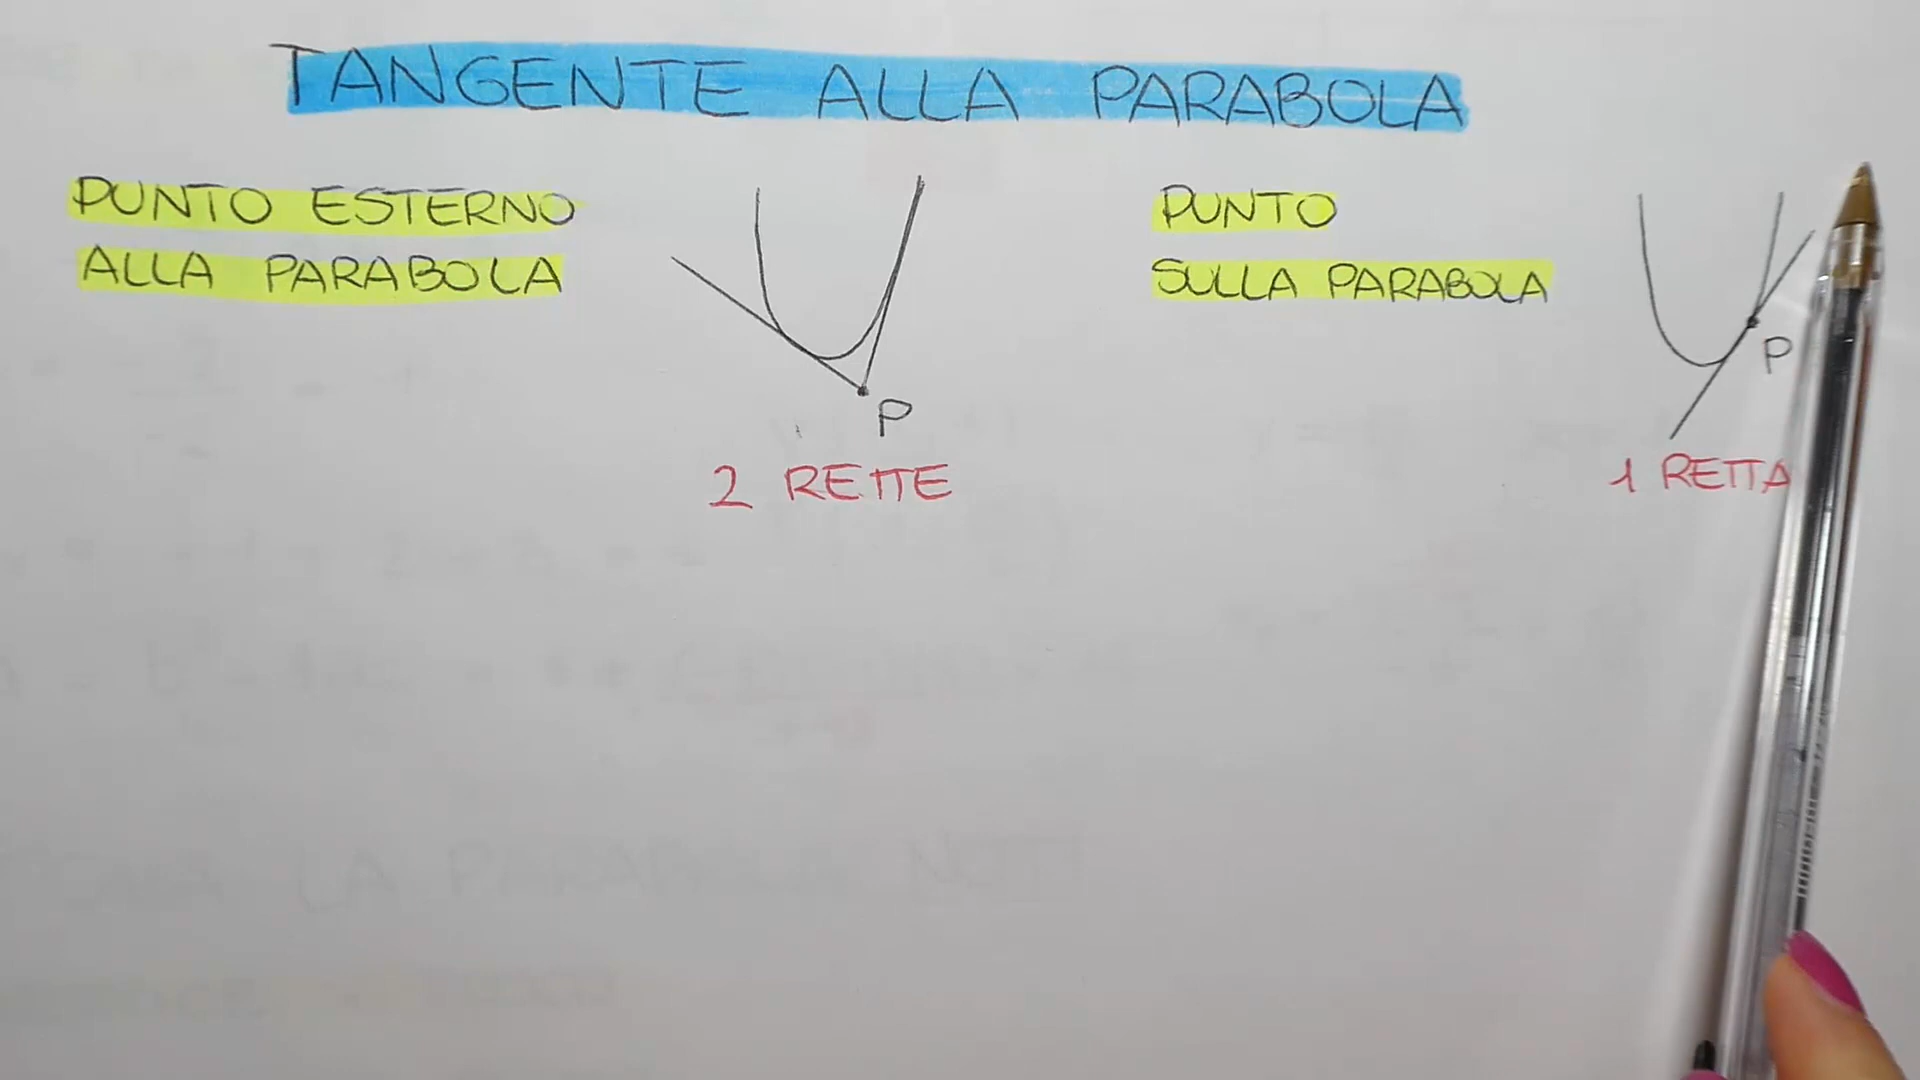 TANGENTE ALLA PARABOLA
PUNTO ESTERNO
ALLA PARABOLA
P
2 RETTE
PUNTO
SULLA PARABOLA
P
1 RETTA